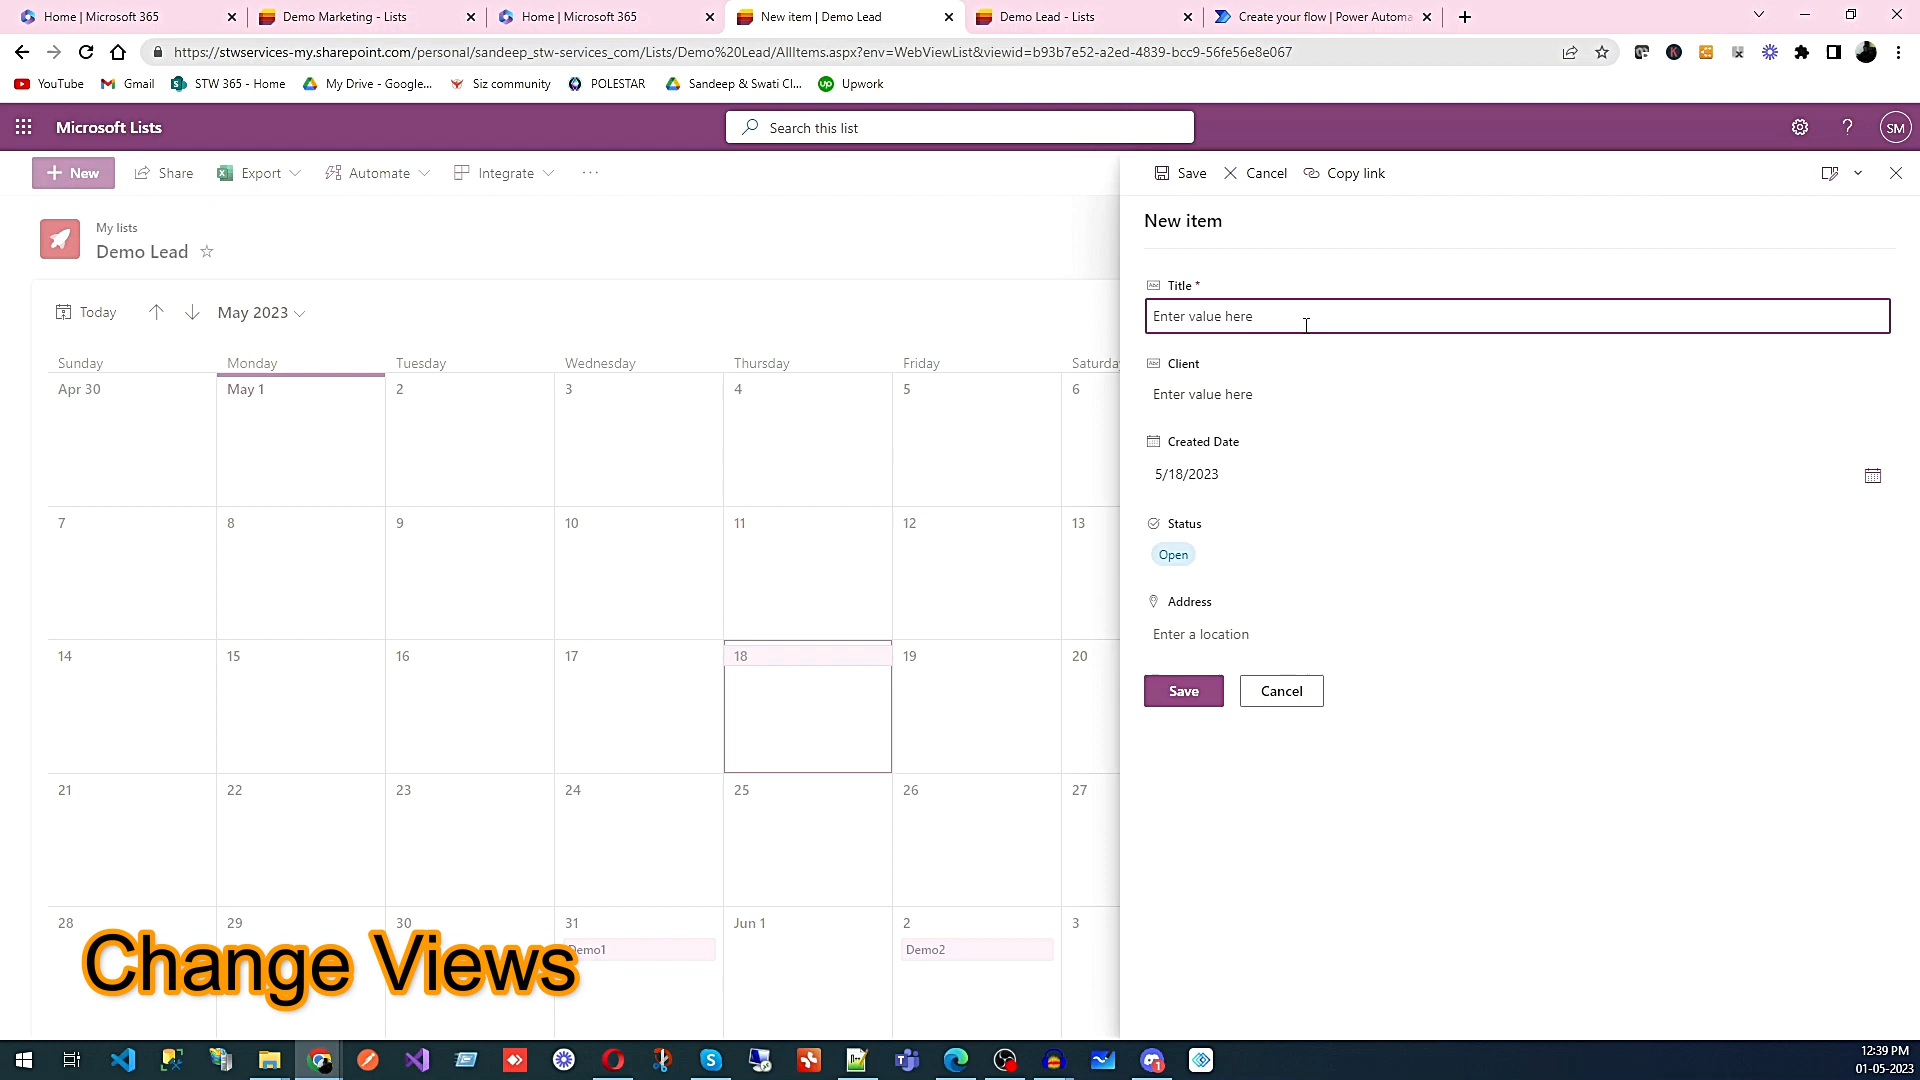 Home | Microsoft 365
Demo Marketing - Lists
Home | Microsoft 365
New item | Demo Lead
Demo Lead - Lists
Create your flow | Power Automa
https://stwservices-my.sharepoint.com/personal/sandeep_stw-services_com/Lists/Demo%20Lead/AllItems.aspx?env=WebViewList&viewid=b93b7e52-a2ed-4839-bcc9-56fe56e8e067
YouTube
Gmail
STW 365 - Home
My Drive - Google...
Siz community
POLESTAR
Sandeep & Swati Cl...
Upwork
Microsoft Lists
Search this list
SM
New
Share
Export
Automate
Integrate
Save
Cancel
Copy link
My lists
Demo Lead
New item
Today
May 2023
Sunday Monday Tuesday Wednesday Thursday Friday Saturda
Apr 30 May 1 2 3 4 5 6
7 8 9 10 11 12 13
14 15 16 17 18 19 20
21 22 23 24 25 26 27
28 29 30 31 Jun 1 2 3
Demo1 Demo2
Change Views
Title *
Enter value here
Client
Enter value here
Created Date
5/18/2023
Status
Open
Address
Enter a location
Save
Cancel
12:39 PM
01-05-2023